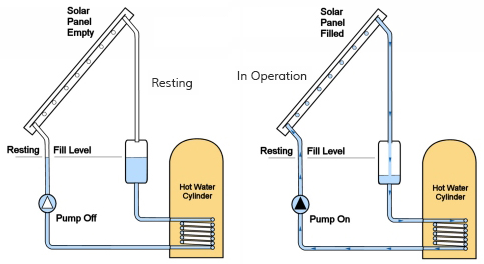 Solar
Panel
Empty
Resting
Resting
Fill Level
Hot Water
Cylinder
Pump Off
Solar
Panel
Filled
In Operation
Resting
Fill Level
Hot Water
Cylinder
Pump On